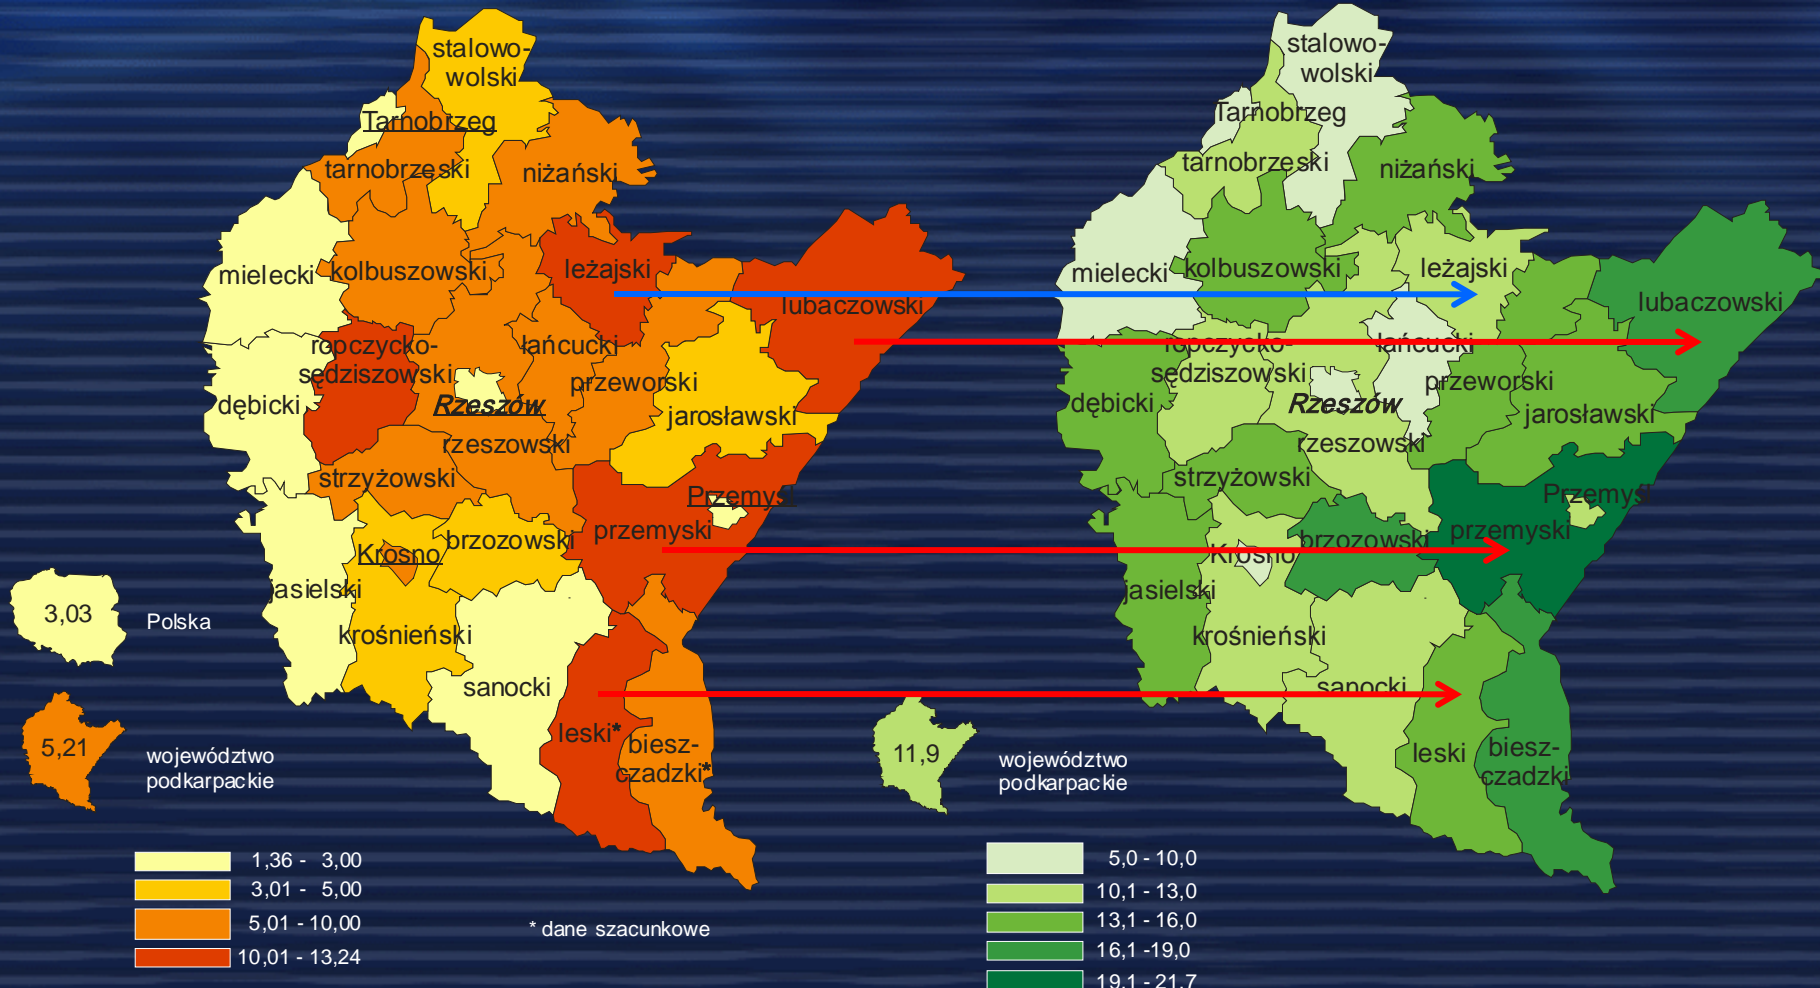 stalowo-
wolski
Tarnobrzeg
tarnobrzeski
niżański
mielecki
kolbuszowski
leżajski
lubaczowski
ropczycko-
sędziszowski
łańcucki
przeworski
dębicki
Rzeszów
jarosławski
rzeszowski
strzyżowski
Przemyśl
przemyski
brzozowski
Krosno
jasielski
krośnieński
sanocki
leski*
biesz-
czadzki*
3,03
Polska
5,21
województwo
podkarpackie
1,36 - 3,00
3,01 - 5,00
5,01 - 10,00
10,01 - 13,24
* dane szacunkowe
stalowo-
wolski
Tarnobrzeg
tarnobrzeski
niżański
mielecki
kolbuszowski
leżajski
lubaczowski
ropczycko-
sędziszowski
łańcucki
przeworski
dębicki
Rzeszów
jarosławski
rzeszowski
strzyżowski
Przemyśl
przemyski
brzozowski
Krosno
jasielski
krośnieński
sanocki
leski
biesz-
czadzki
11,9
województwo
podkarpackie
5,0 - 10,0
10,1 - 13,0
13,1 - 16,0
16,1 -19,0
19,1 - 21,7